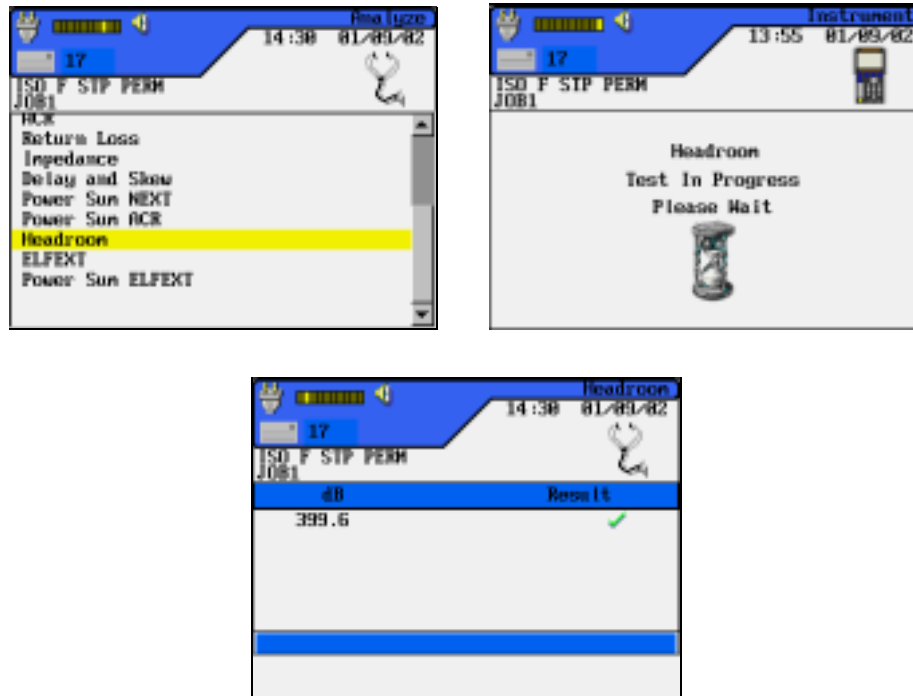 Analyze
14:30 01/09/02
17
ISO F STP PERM
JOB1
ACR
Return Loss
Impedance
Delay and Skew
Power Sum NEXT
Power Sum ACR
Headroom
ELFEXT
Power Sum ELFEXT
Instrument
13:55 01/09/02
17
ISO F STP PERM
JOB1
Headroom
Test In Progress
Please Wait
Headroom
14:30 01/09/02
17
ISO F STP PERM
JOB1
dB Result
399.6